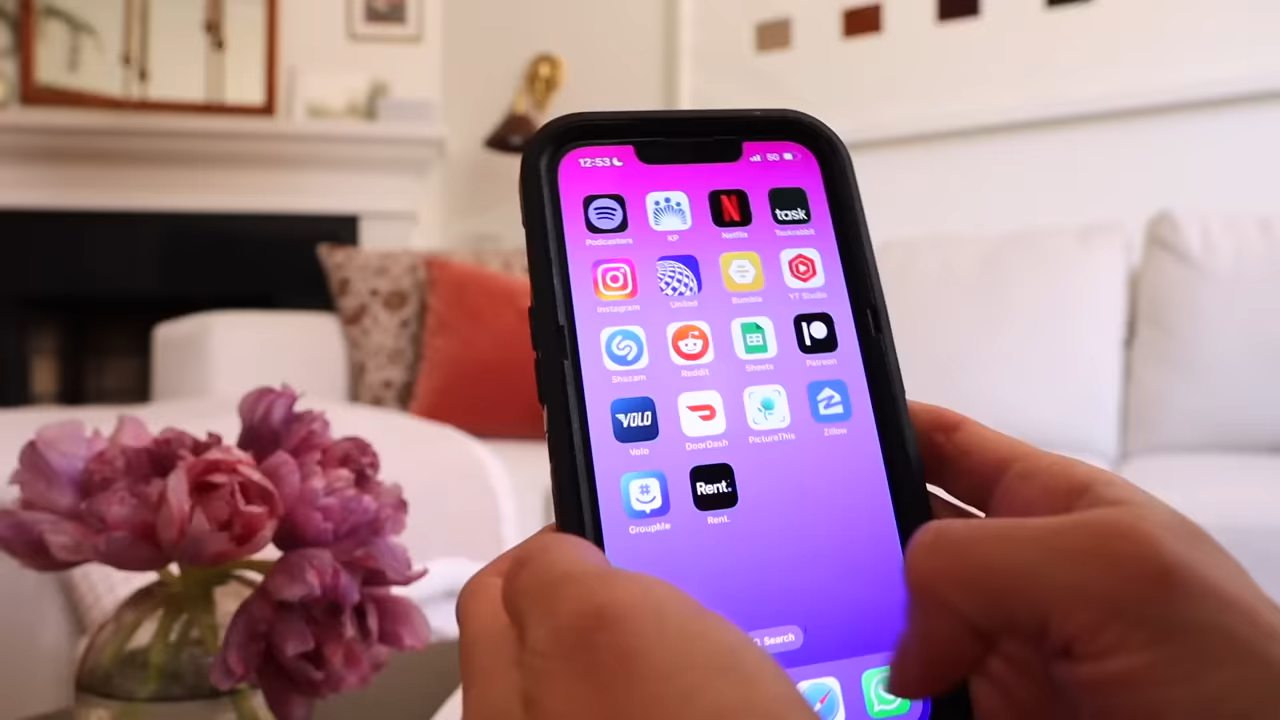 12:53
5G
task
Podcasters KP Netflix Taskrabbit
Instagram United Bumble YT Studio
Shazam Reddit Sheets Patreon
VOLO
Volo DoorDash PictureThis Zillow
Rent.
GroupMe Rent.
Search